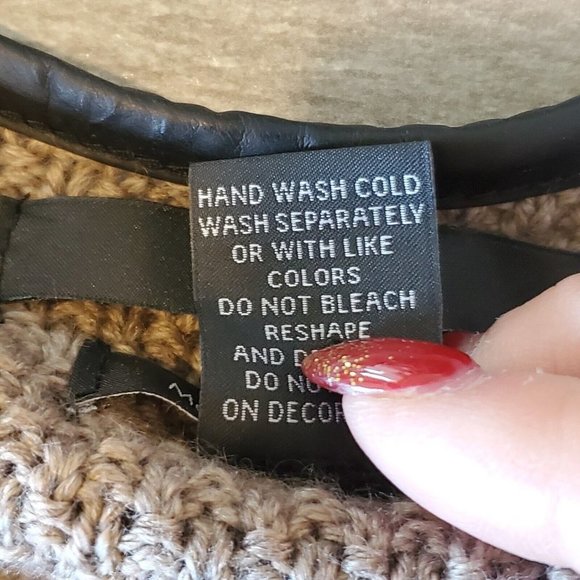 HAND WASH COLD
WASH SEPARATELY
OR WITH LIKE
COLORS
DO NOT BLEACH
RESHAPE
AND
DO
ON